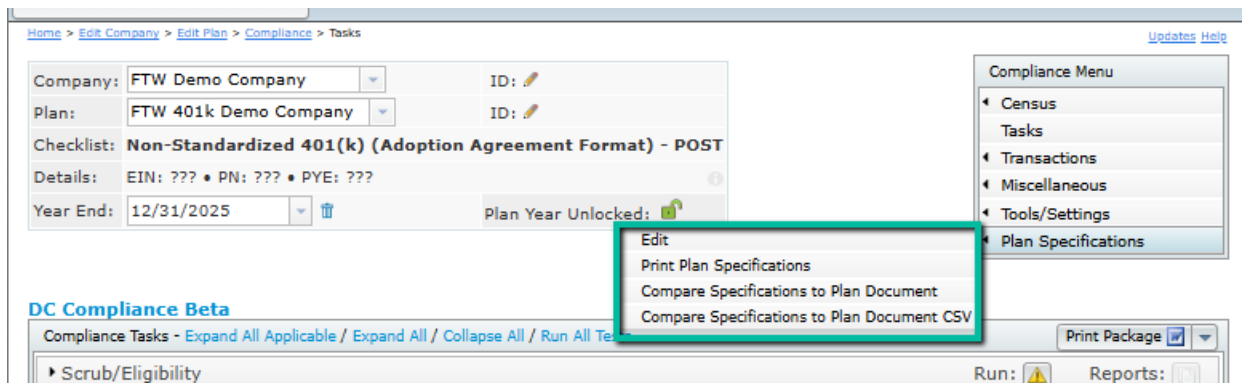 Home > Edit Company > Edit Plan > Compliance > Tasks
Updates Help
Company: FTW Demo Company ID:
Plan: FTW 401k Demo Company ID:
Checklist: Non-Standardized 401(k) (Adoption Agreement Format) - POST
Details: EIN: ??? • PN: ??? • PYE: ???
Year End: 12/31/2025 Plan Year Unlocked:
Compliance Menu
Census
Tasks
Transactions
Miscellaneous
Tools/Settings
Plan Specifications
Edit
Print Plan Specifications
Compare Specifications to Plan Document
Compare Specifications to Plan Document CSV
DC Compliance Beta
Compliance Tasks - Expand All Applicable / Expand All / Collapse All / Run All
Print Package
Scrub/Eligibility Run: Reports: